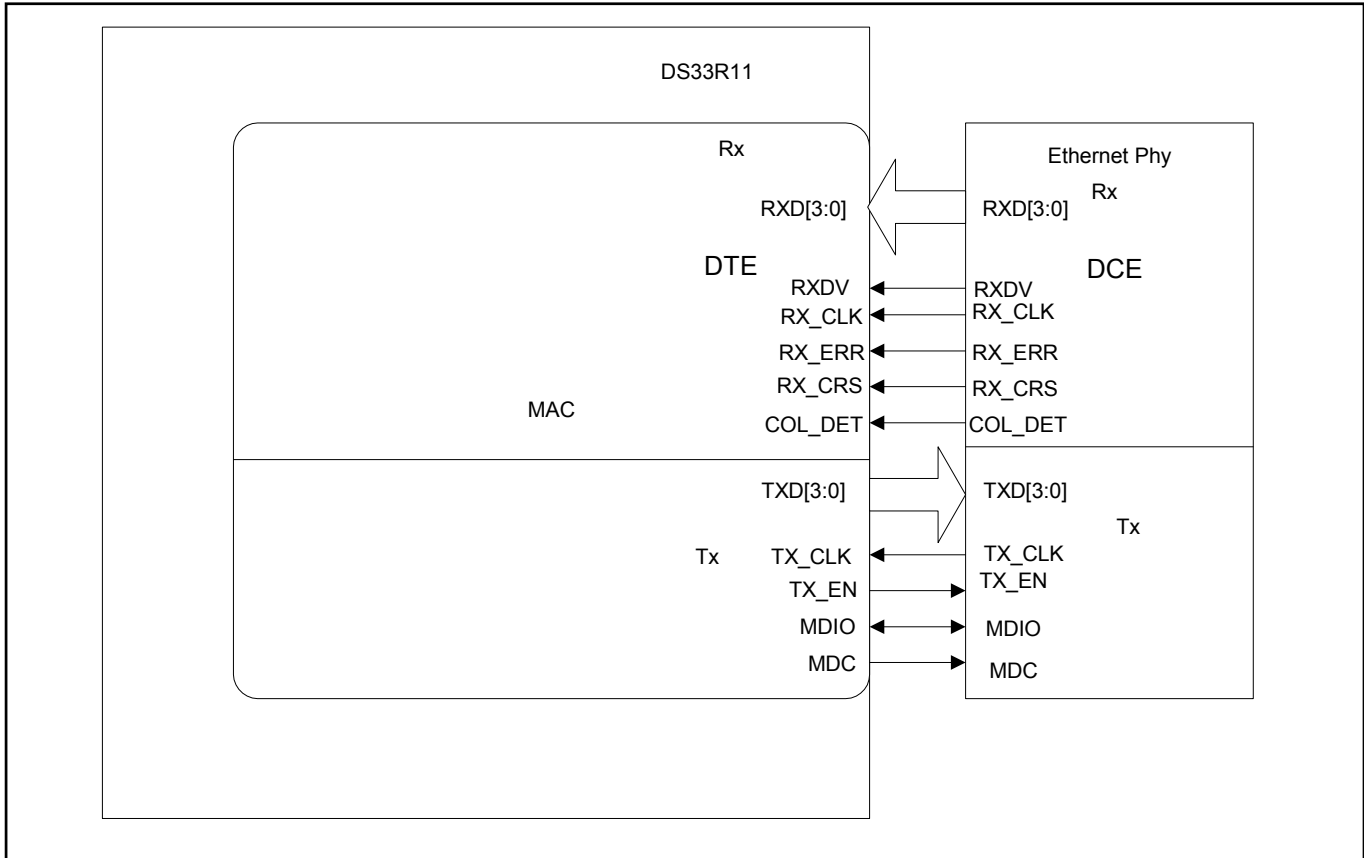 DS33R11
Rx
Ethernet Phy
Rx
RXD[3:0]
RXD[3:0]
DTE
DCE
RXDV
RXDV
RX_CLK
RX_CLK
RX_ERR
RX_ERR
RX_CRS
RX_CRS
MAC
COL_DET
COL_DET
TXD[3:0]
TXD[3:0]
Tx
Tx
TX_CLK
TX_CLK
TX_EN
TX_EN
MDIO
MDIO
MDC
MDC